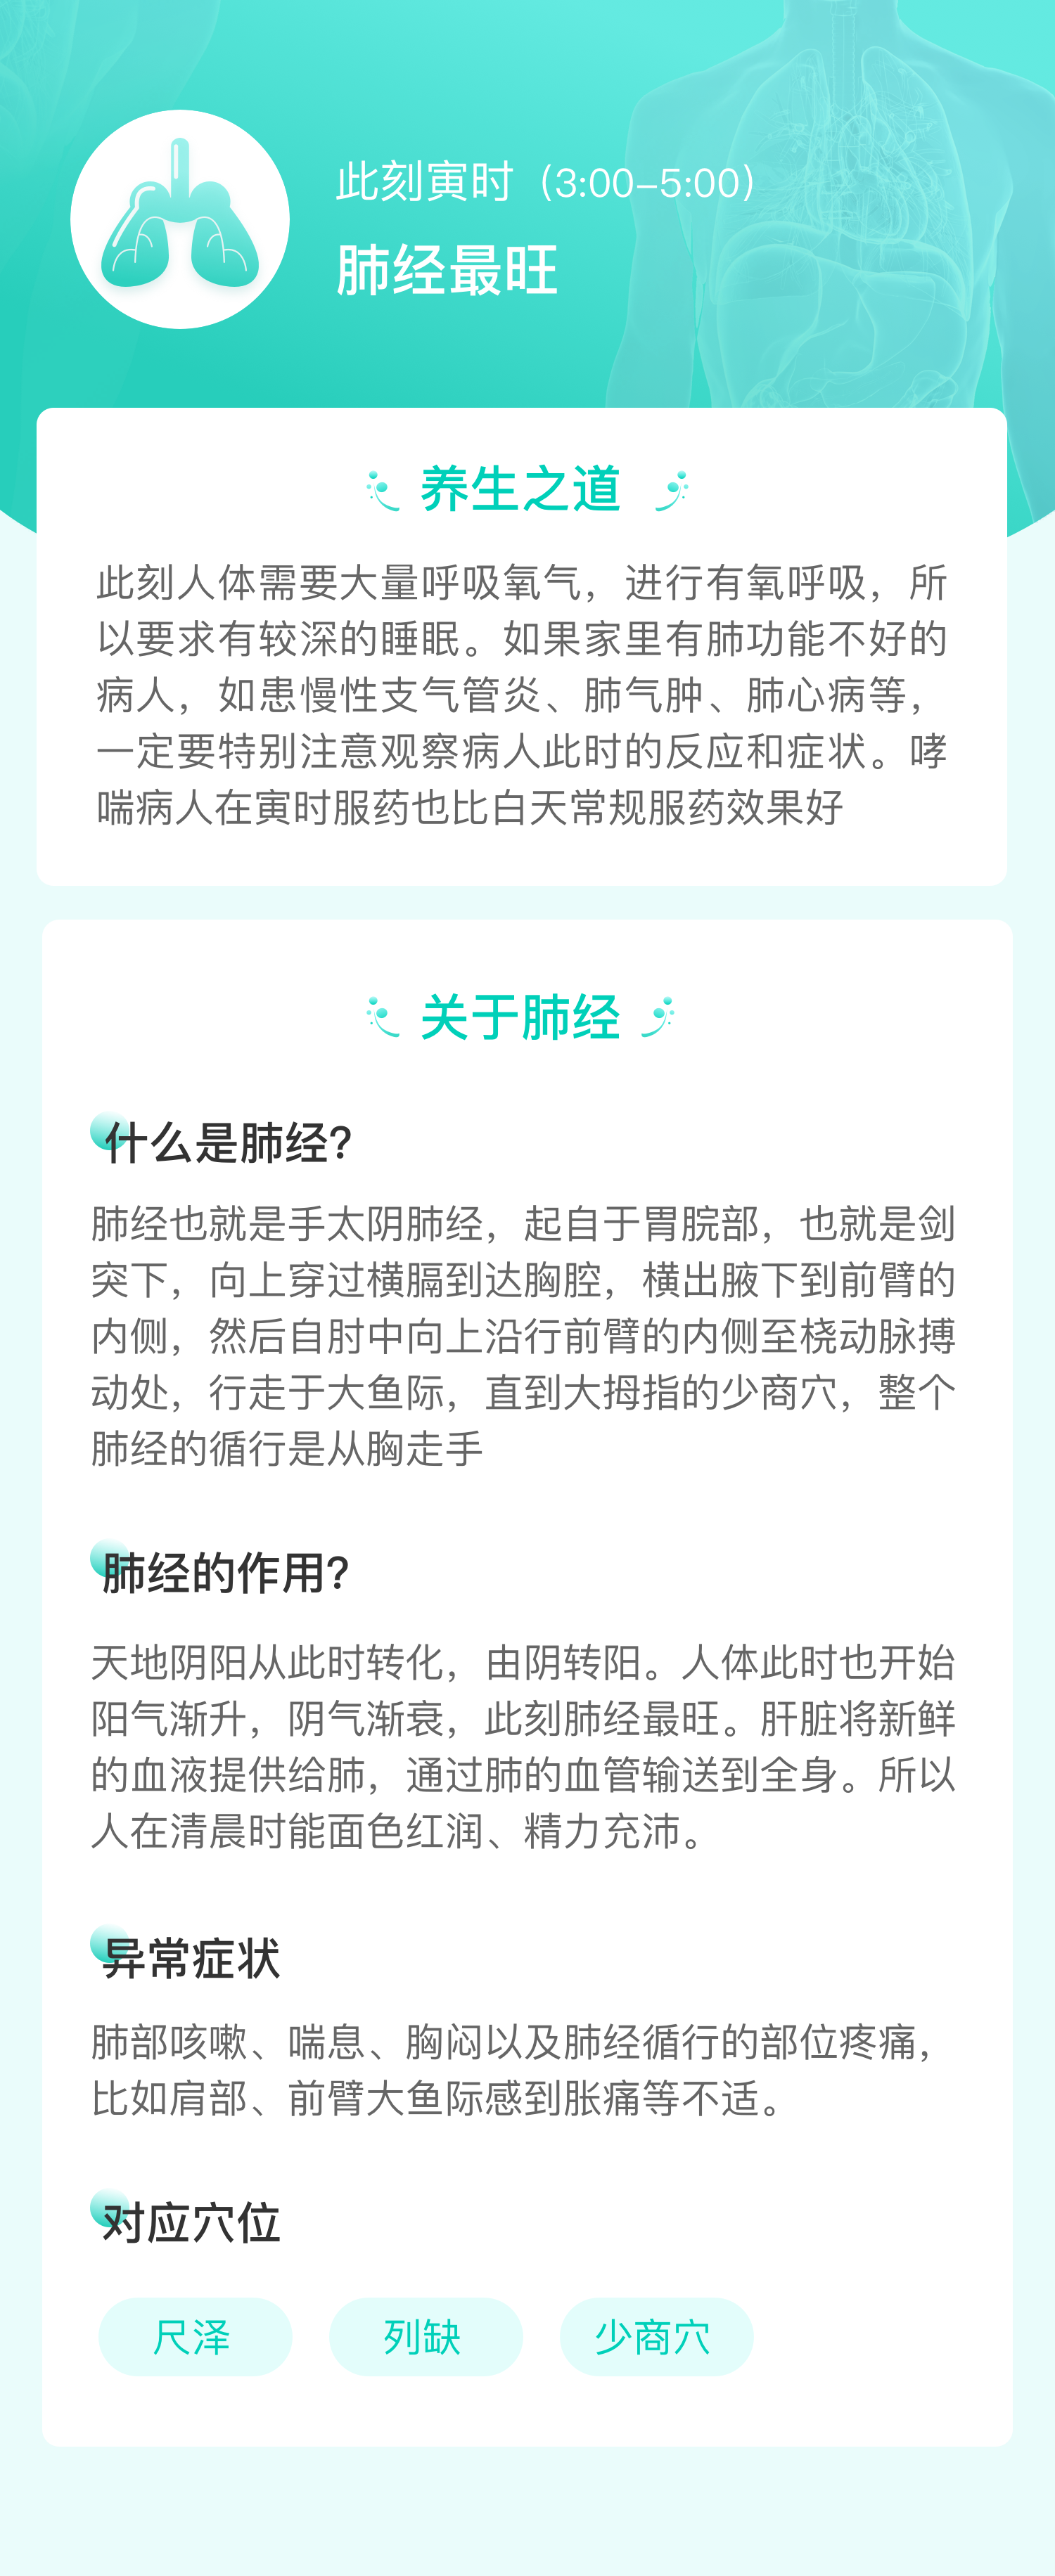 此刻寅时（3:00–5:00）
肺经最旺
养生之道
此刻人体需要大量呼吸氧气，进行有氧呼吸，所
以要求有较深的睡眠。如果家里有肺功能不好的
病人，如患慢性支气管炎、肺气肿、肺心病等，
一定要特别注意观察病人此时的反应和症状。哮
喘病人在寅时服药也比白天常规服药效果好
关于肺经
什么是肺经?
肺经也就是手太阴肺经，起自于胃脘部，也就是剑
突下，向上穿过横膈到达胸腔，横出腋下到前臂的
内侧，然后自肘中向上沿行前臂的内侧至桡动脉搏
动处，行走于大鱼际，直到大拇指的少商穴，整个
肺经的循行是从胸走手
肺经的作用?
天地阴阳从此时转化，由阴转阳。人体此时也开始
阳气渐升，阴气渐衰，此刻肺经最旺。肝脏将新鲜
的血液提供给肺，通过肺的血管输送到全身。所以
人在清晨时能面色红润、精力充沛。
异常症状
肺部咳嗽、喘息、胸闷以及肺经循行的部位疼痛，
比如肩部、前臂大鱼际感到胀痛等不适。
对应穴位
尺泽
列缺
少商穴